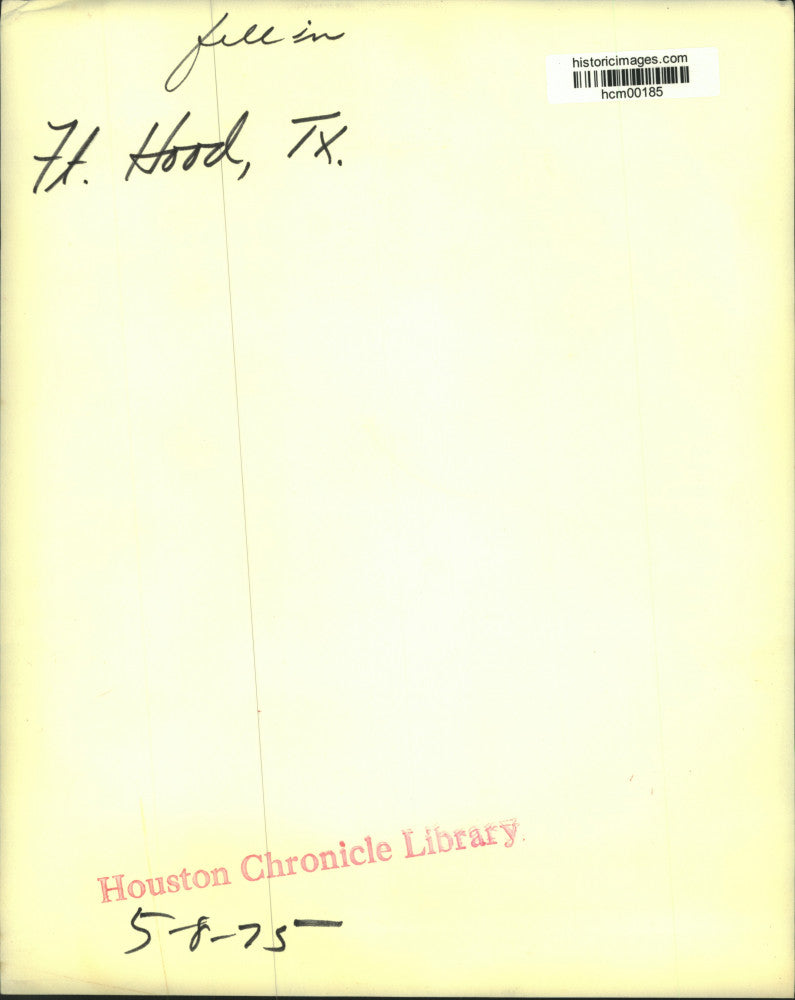 fill in
historicimages.com
hcm00185
Ft. Hood, Tx.
Houston Chronicle Library
5-8-75